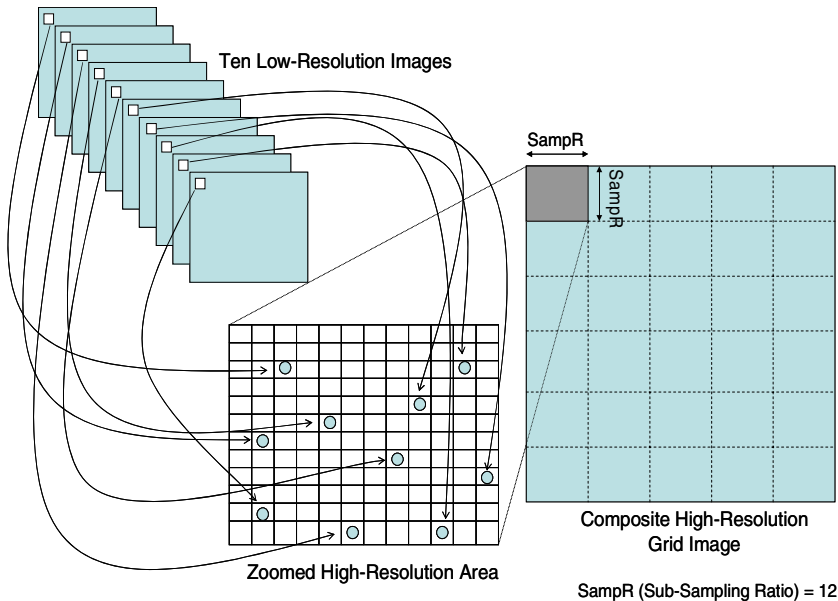 Ten Low-Resolution Images
SampR
SampR
Composite High-Resolution
Grid Image
Zoomed High-Resolution Area
SampR (Sub-Sampling Ratio) = 12